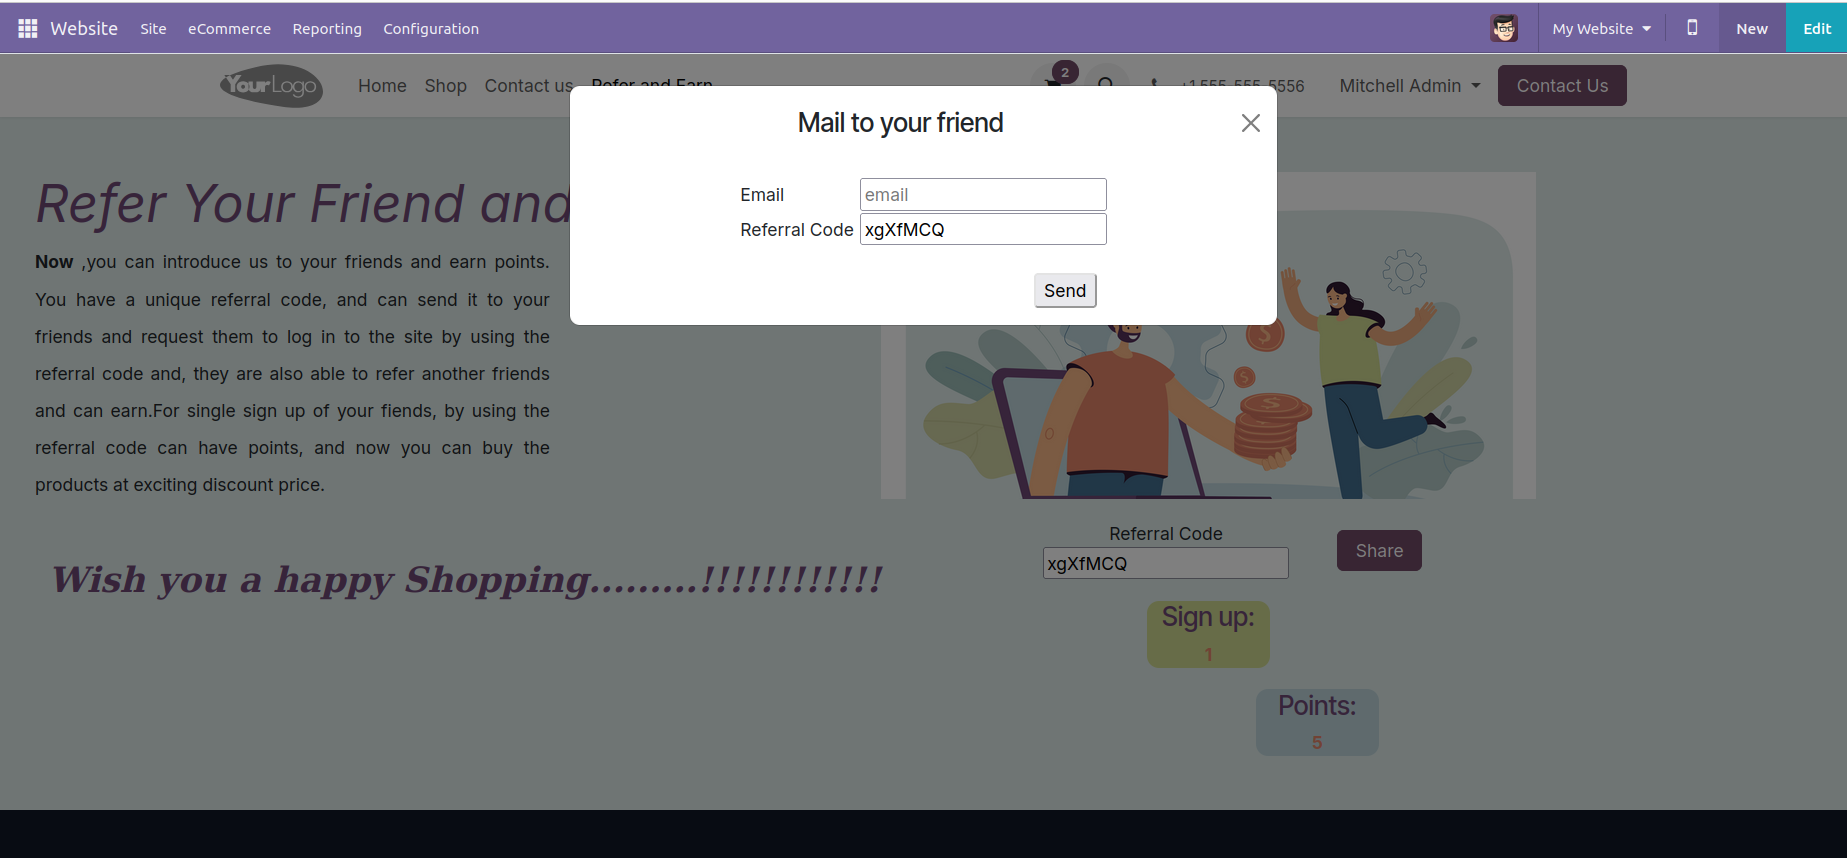 Website Site eCommerce Reporting Configuration My Website New Edit
YourLogo Home Shop Contact us Refer and Earn 2 +1 555-555-5556 Mitchell Admin Contact Us
Mail to your friend
Email email
Referral Code xgXfMCQ
Send
Refer Your Friend and
Now ,you can introduce us to your friends and earn points.
You have a unique referral code, and can send it to your
friends and request them to log in to the site by using the
referral code and, they are also able to refer another friends
and can earn.For single sign up of your fiends, by using the
referral code can have points, and now you can buy the
products at exciting discount price.
Wish you a happy Shopping.........!!!!!!!!!!!!
Referral Code
xgXfMCQ
Share
Sign up:
1
Points:
5